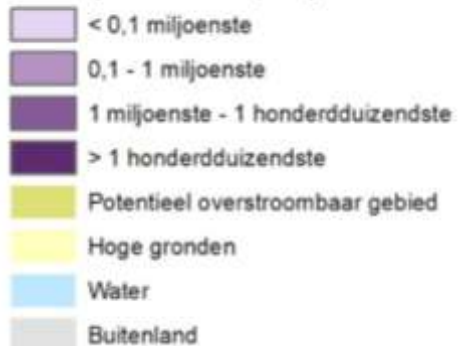 < 0,1 miljoenste
0,1 - 1 miljoenste
1 miljoenste - 1 honderdduizendste
> 1 honderdduizendste
Potentieel overstroombaar gebied
Hoge gronden
Water
Buitenland